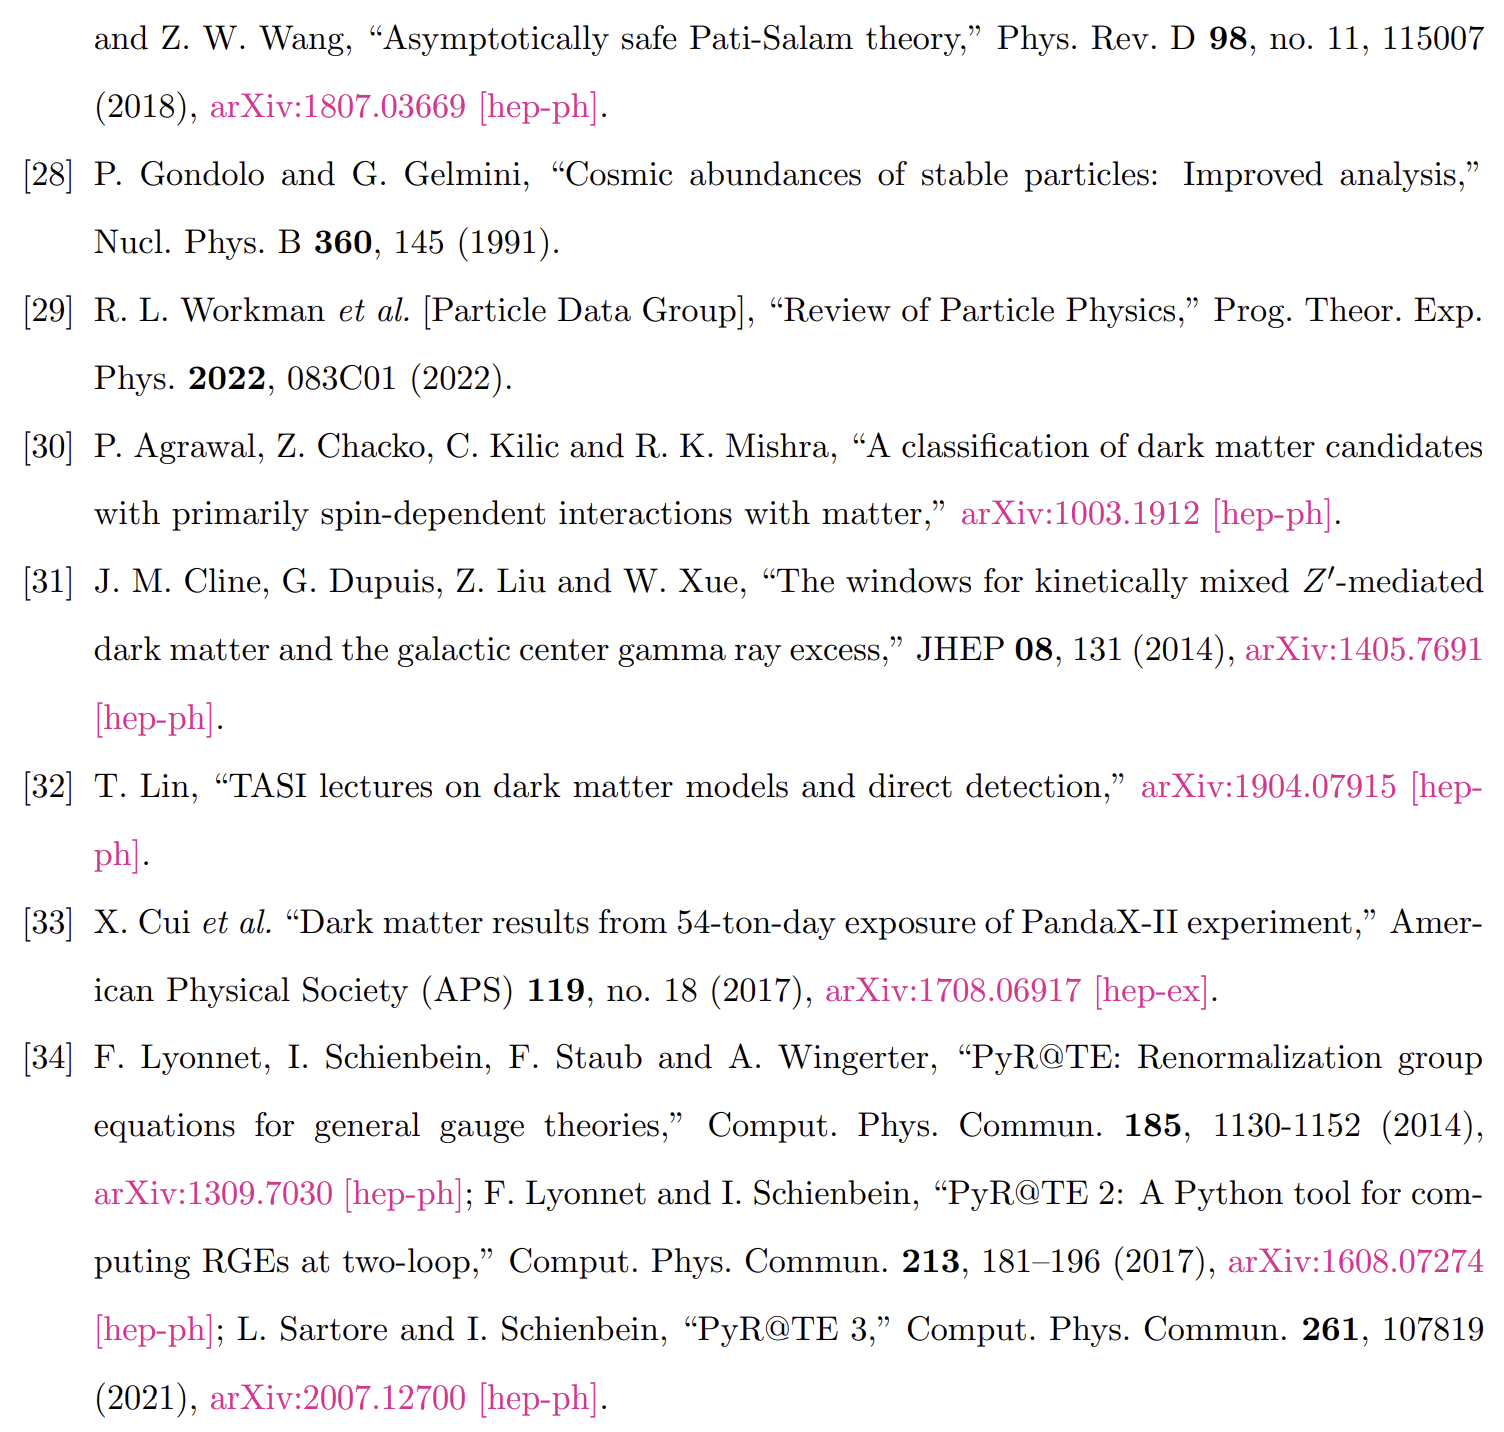 and Z. W. Wang, “Asymptotically safe Pati-Salam theory,” Phys. Rev. D 98, no. 11, 115007
(2018), arXiv:1807.03669 [hep-ph].
[28] P. Gondolo and G. Gelmini, “Cosmic abundances of stable particles: Improved analysis,”
Nucl. Phys. B 360, 145 (1991).
[29] R. L. Workman et al. [Particle Data Group], “Review of Particle Physics,” Prog. Theor. Exp.
Phys. 2022, 083C01 (2022).
[30] P. Agrawal, Z. Chacko, C. Kilic and R. K. Mishra, “A classification of dark matter candidates
with primarily spin-dependent interactions with matter,” arXiv:1003.1912 [hep-ph].
[31] J. M. Cline, G. Dupuis, Z. Liu and W. Xue, “The windows for kinetically mixed Z′-mediated
dark matter and the galactic center gamma ray excess,” JHEP 08, 131 (2014), arXiv:1405.7691
[hep-ph].
[32] T. Lin, “TASI lectures on dark matter models and direct detection,” arXiv:1904.07915 [hep-
ph].
[33] X. Cui et al. “Dark matter results from 54-ton-day exposure of PandaX-II experiment,” Amer-
ican Physical Society (APS) 119, no. 18 (2017), arXiv:1708.06917 [hep-ex].
[34] F. Lyonnet, I. Schienbein, F. Staub and A. Wingerter, “PyR@TE: Renormalization group
equations for general gauge theories,” Comput. Phys. Commun. 185, 1130-1152 (2014),
arXiv:1309.7030 [hep-ph]; F. Lyonnet and I. Schienbein, “PyR@TE 2: A Python tool for com-
puting RGEs at two-loop,” Comput. Phys. Commun. 213, 181–196 (2017), arXiv:1608.07274
[hep-ph]; L. Sartore and I. Schienbein, “PyR@TE 3,” Comput. Phys. Commun. 261, 107819
(2021), arXiv:2007.12700 [hep-ph].